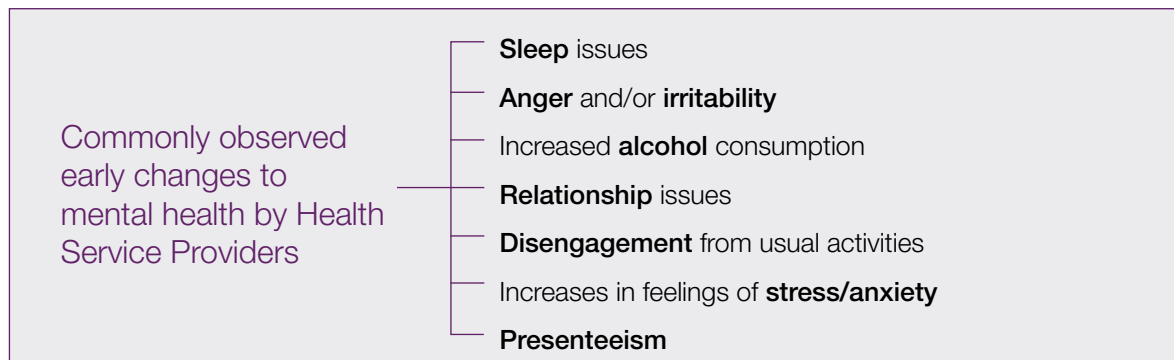 Commonly observed
early changes to
mental health by Health
Service Providers
Sleep issues
Anger and/or irritability
Increased alcohol consumption
Relationship issues
Disengagement from usual activities
Increases in feelings of stress/anxiety
Presenteeism